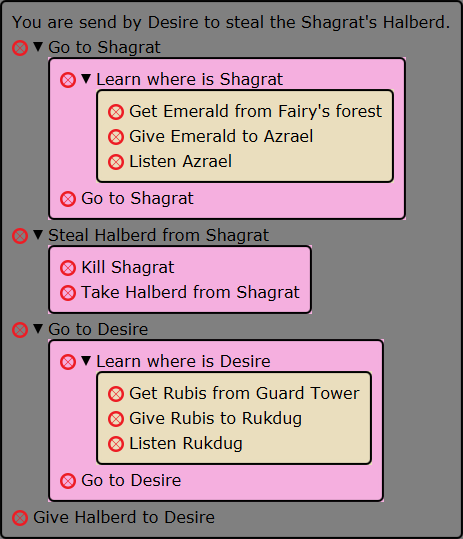 You are send by Desire to steal the Shagrat's Halberd.
Go to Shagrat
Learn where is Shagrat
Get Emerald from Fairy's forest
Give Emerald to Azrael
Listen Azrael
Go to Shagrat
Steal Halberd from Shagrat
Kill Shagrat
Take Halberd from Shagrat
Go to Desire
Learn where is Desire
Get Rubis from Guard Tower
Give Rubis to Rukdug
Listen Rukdug
Go to Desire
Give Halberd to Desire